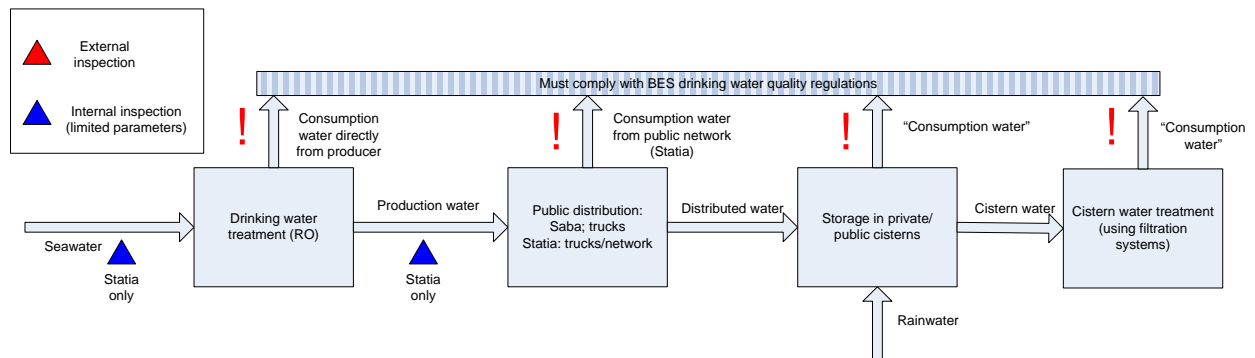 External
inspection
Internal inspection
(limited parameters)
Must comply with BES drinking water quality regulations
!
Consumption
water directly
from producer
!
Consumption water
from public network
(Statia)
!
“Consumption water”
!
“Consumption
water”
Seawater
Drinking water
treatment (RO)
Production water
Public distribution:
Saba; trucks
Statia: trucks/network
Distributed water
Storage in private/
public cisterns
Cistern water
Cistern water treatment
(using filtration
systems)
Statia
only
Statia
only
Rainwater